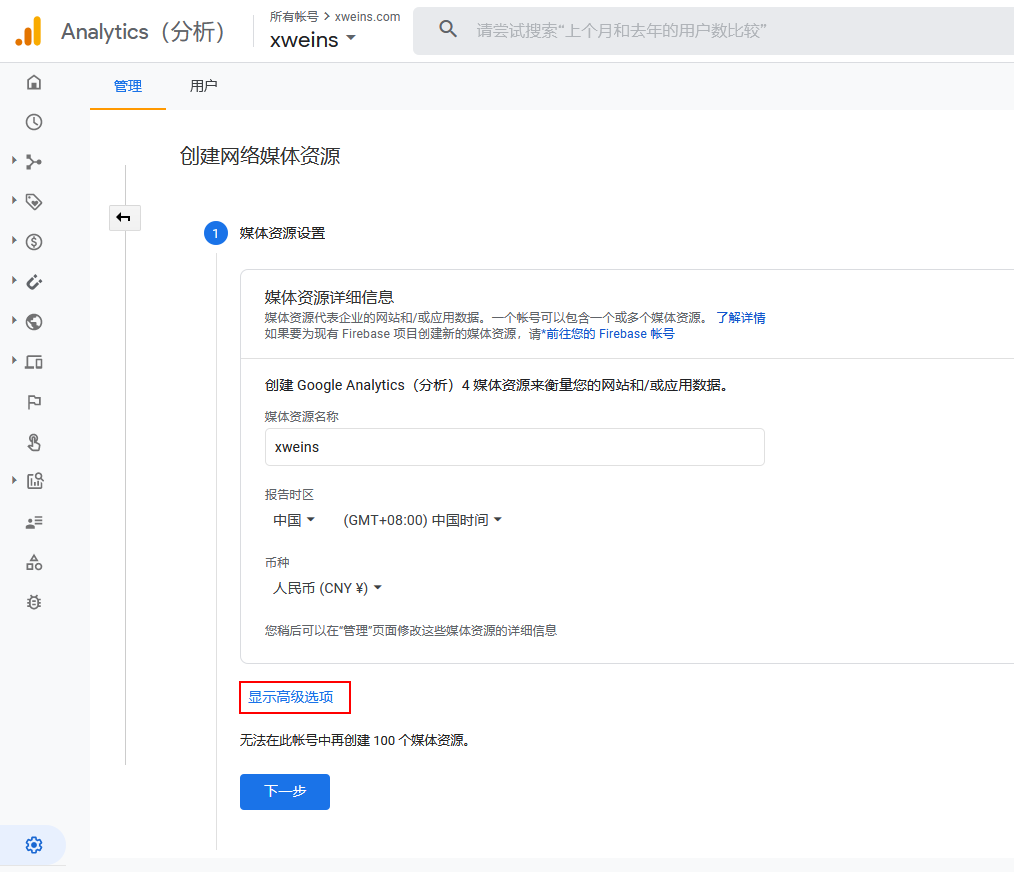 Analytics（分析）
所有帐号 > xweins.com
xweins
请尝试搜索“上个月和去年的用户数比较”
管理
用户
创建网络媒体资源
1 媒体资源设置
媒体资源详细信息
媒体资源代表企业的网站和/或应用数据。一个帐号可以包含一个或多个媒体资源。 了解详情
如果要为现有 Firebase 项目创建新的媒体资源，请*前往您的 Firebase 帐号
创建 Google Analytics（分析）4 媒体资源来衡量您的网站和/或应用数据。
媒体资源名称
xweins
报告时区
中国 (GMT+08:00) 中国时间
币种
人民币 (CNY ¥)
您稍后可以在“管理”页面修改这些媒体资源的详细信息
显示高级选项
无法在此帐号中再创建 100 个媒体资源。
下一步